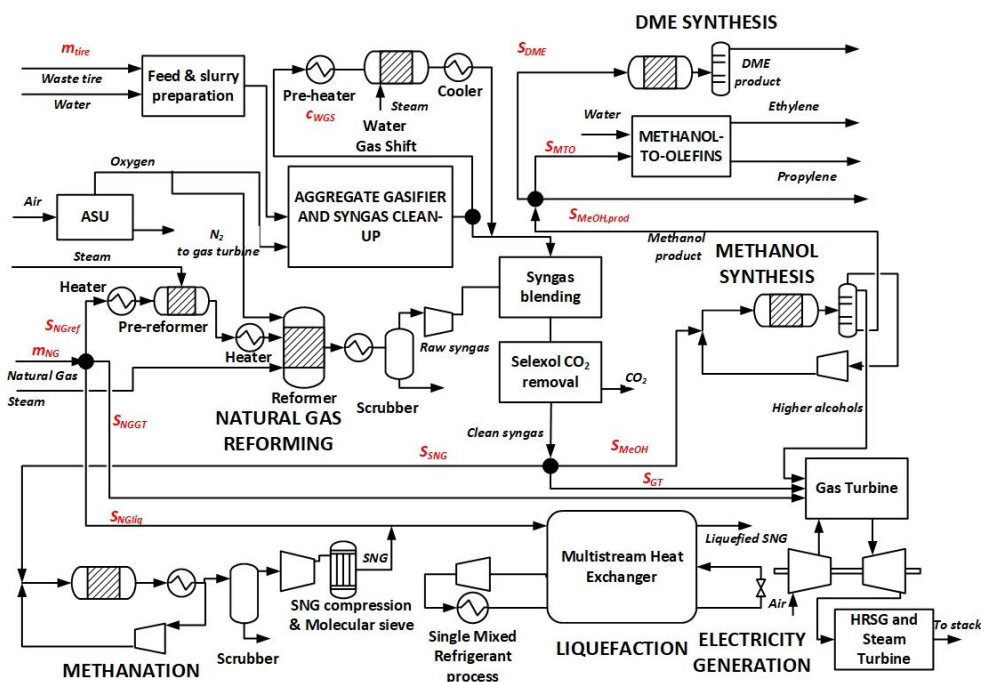 DME SYNTHESIS
m_tire
Waste tire
Water
Feed & slurry
preparation
Pre-heater
c_WGS
Steam
Cooler
Water
Gas Shift
S_DME
DME
product
Water
Ethylene
METHANOL-
TO-OLEFINS
S_MTO
Propylene
S_MeOH,prod
Methanol
product
Oxygen
Air
ASU
N₂
to gas turbine
AGGREGATE GASIFIER
AND SYNGAS CLEAN-
UP
METHANOL
SYNTHESIS
Steam
Heater
Pre-reformer
S_NGref
m_NG
Natural Gas
Steam
Heater
Reformer
Scrubber
Raw syngas
NATURAL GAS
REFORMING
Syngas
blending
Selexol CO₂
removal
CO₂
Clean syngas
Higher alcohols
S_NGGT
S_SNG
S_MeOH
S_GT
Gas Turbine
S_NGliq
SNG
SNG compression
& Molecular sieve
Scrubber
METHANATION
Multistream Heat
Exchanger
Liquefied SNG
Single Mixed
Refrigerant
process
LIQUEFACTION
Air
ELECTRICITY
GENERATION
HRSG and
Steam
Turbine
To stack